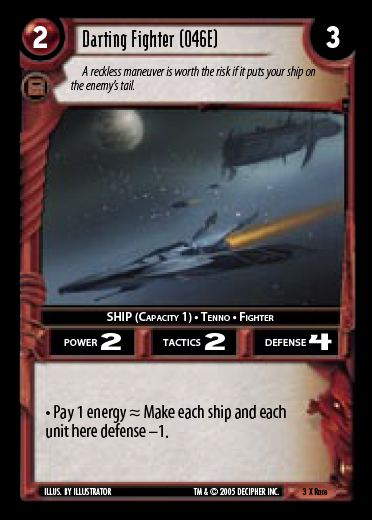 2 Darting Fighter (046E) 3
A reckless maneuver is worth the risk if it puts your ship on
the enemy's tail.
SHIP (CAPACITY 1) • TENNO • FIGHTER
POWER 2 TACTICS 2 DEFENSE 4
• Pay 1 energy ≈ Make each ship and each
unit here defense –1.
ILLUS. BY ILLUSTRATOR TM & © 2005 DECIPHER INC. 3 X Rare